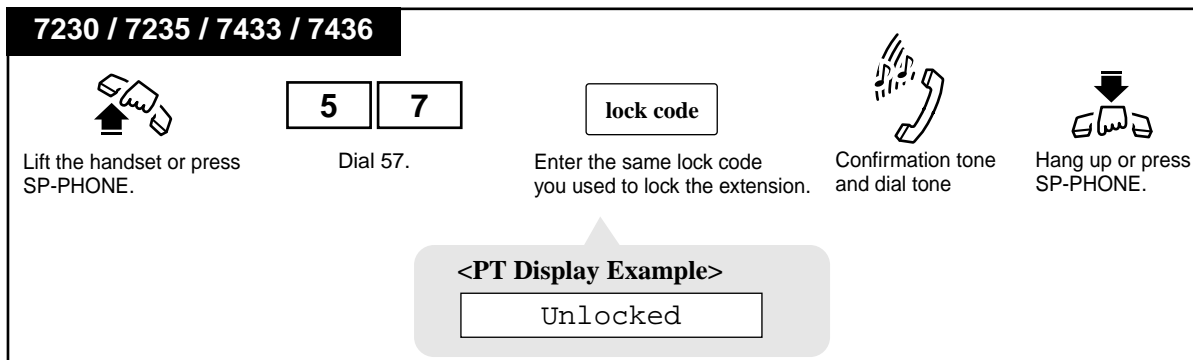 7230 / 7235 / 7433 / 7436
5 7
lock code
Lift the handset or press
SP-PHONE.
Dial 57.
Enter the same lock code
you used to lock the extension.
Confirmation tone
and dial tone
Hang up or press
SP-PHONE.
<PT Display Example>
Unlocked